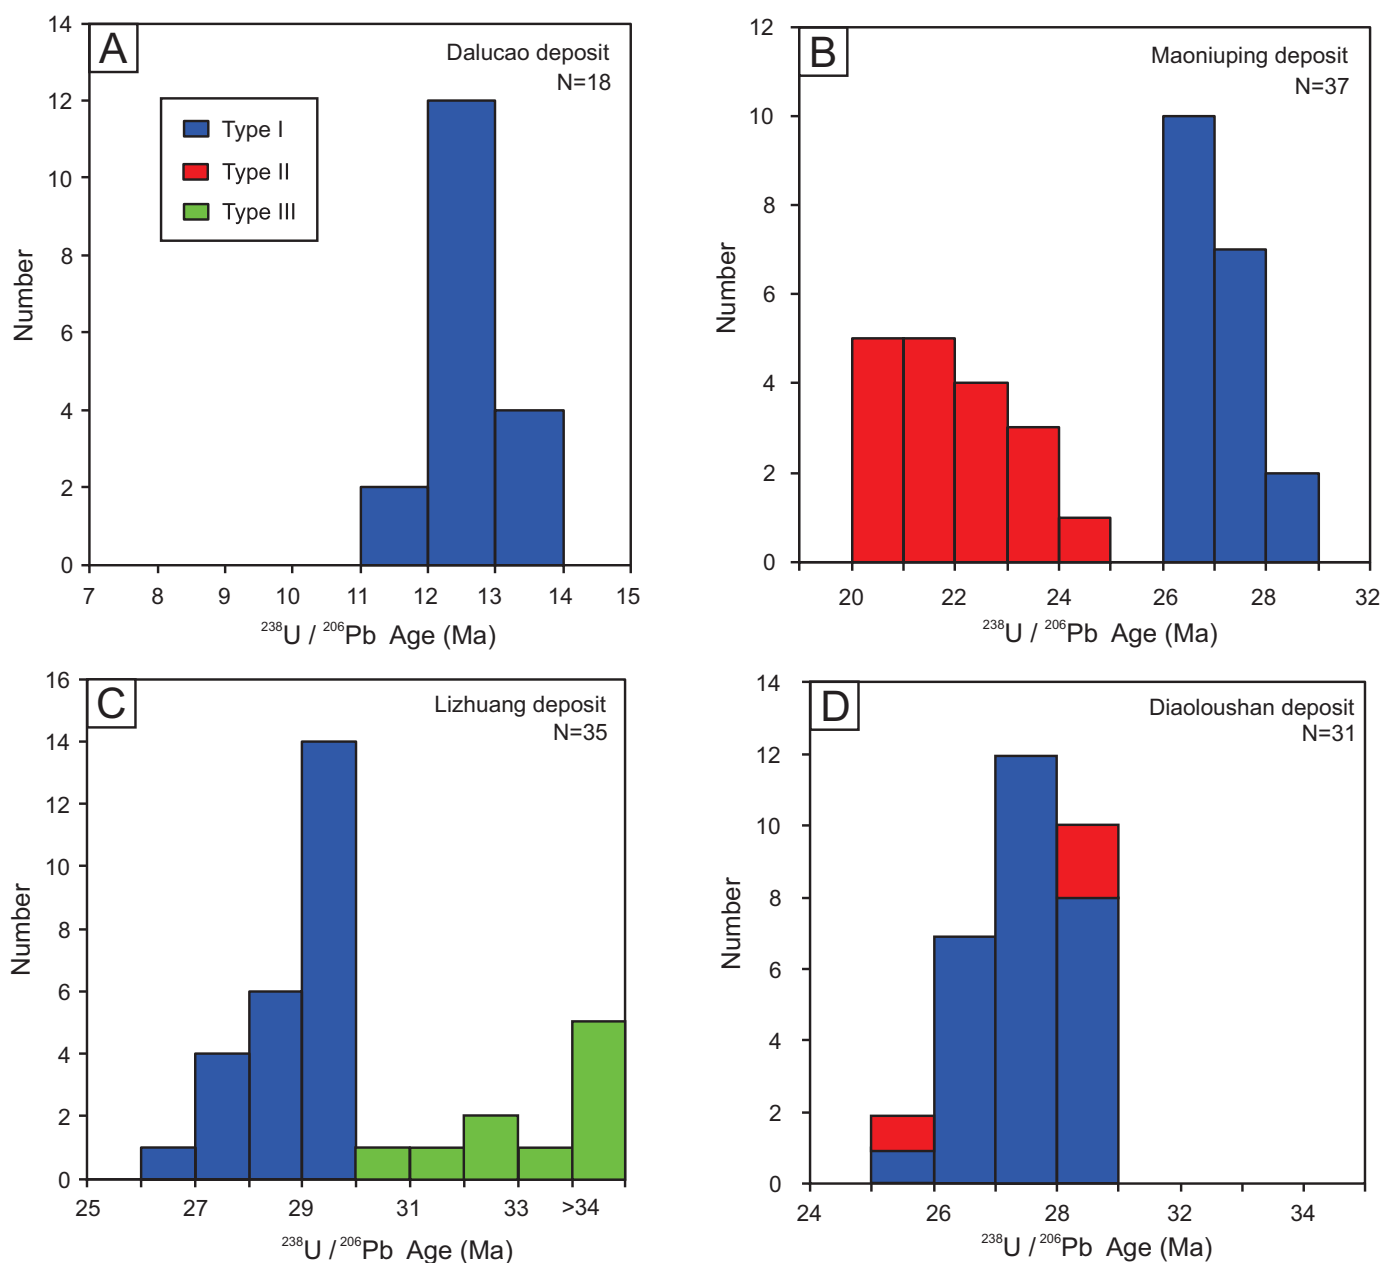 A
Dalucao deposit
N=18
Type I
Type II
Type III
Number
14
12
10
8
6
4
2
0
7 8 9 10 11 12 13 14 15
238U / 206Pb Age (Ma)
B
Maoniuping deposit
N=37
Number
12
10
8
6
4
2
0
20 22 24 26 28 32
238U / 206Pb Age (Ma)
C
Lizhuang deposit
N=35
Number
16
14
12
10
8
6
4
2
0
25 27 29 31 33 >34
238U / 206Pb Age (Ma)
D
Diaoloushan deposit
N=31
Number
14
12
10
8
6
4
2
0
24 26 28 32 34
238U / 206Pb Age (Ma)